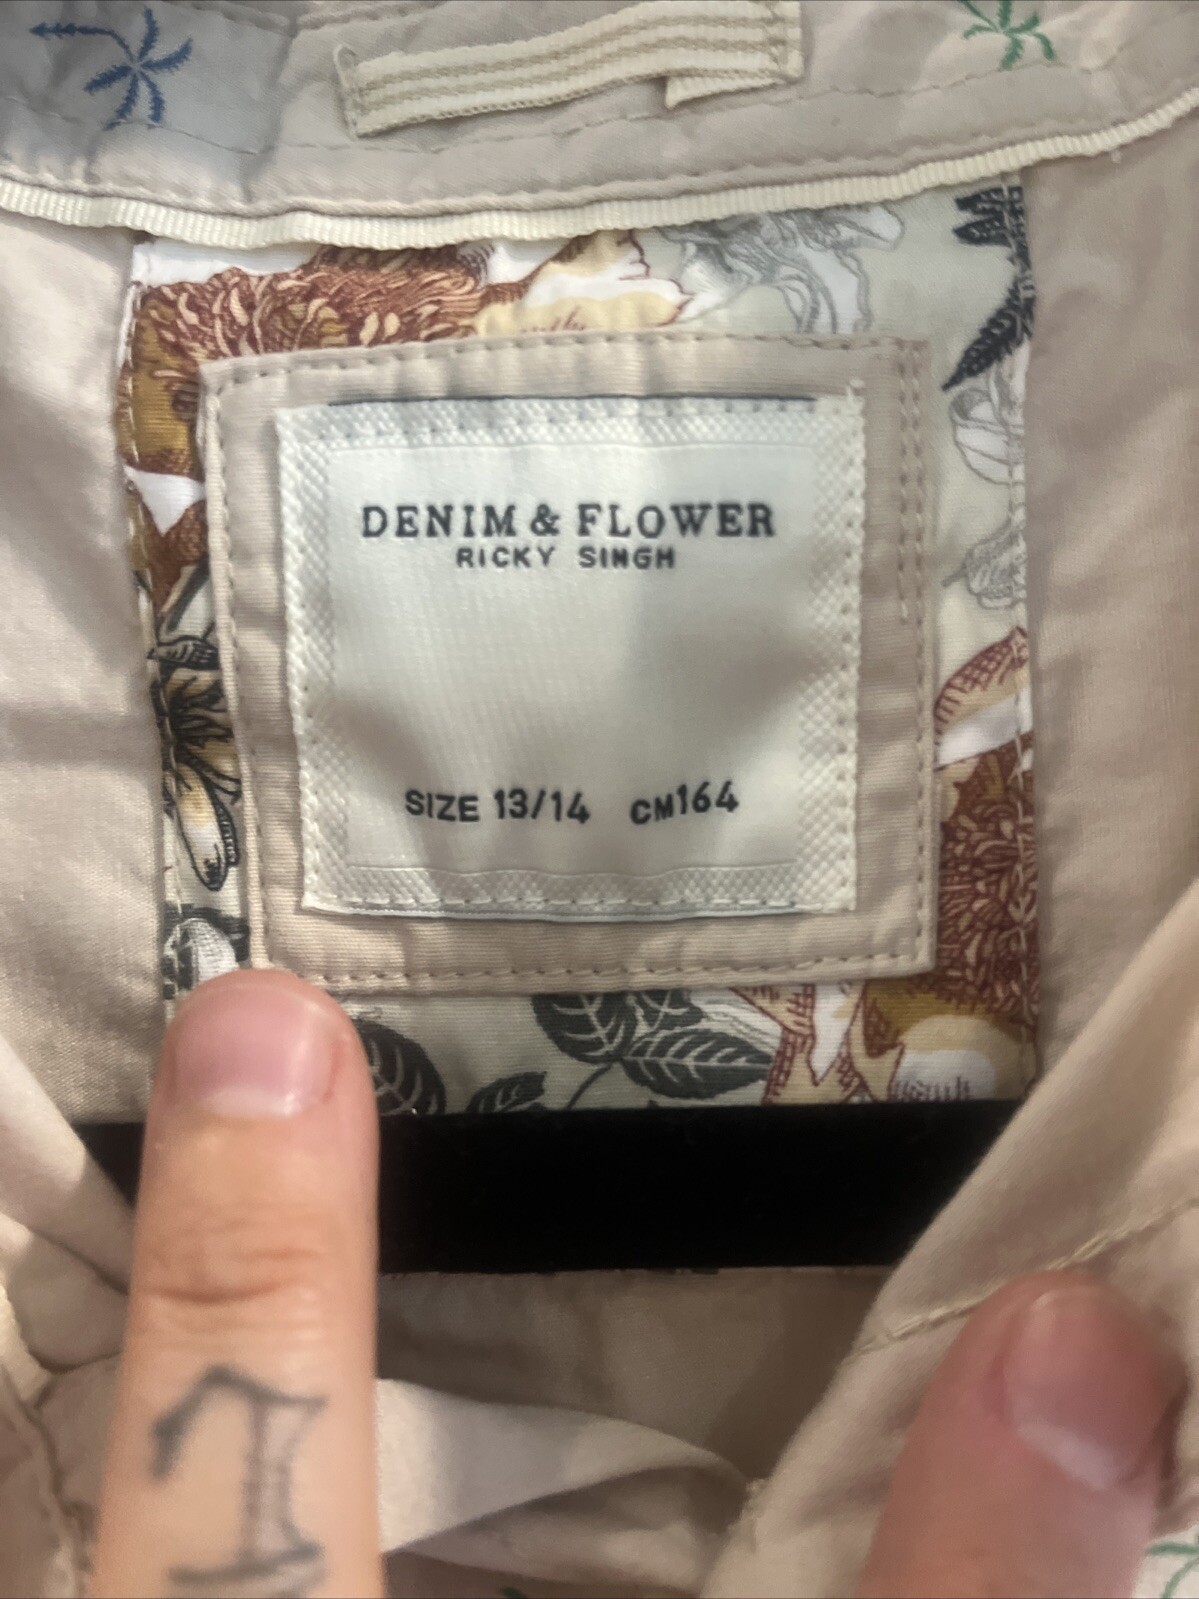 DENIM & FLOWER
RICKY SINGH
SIZE 13/14 CM164